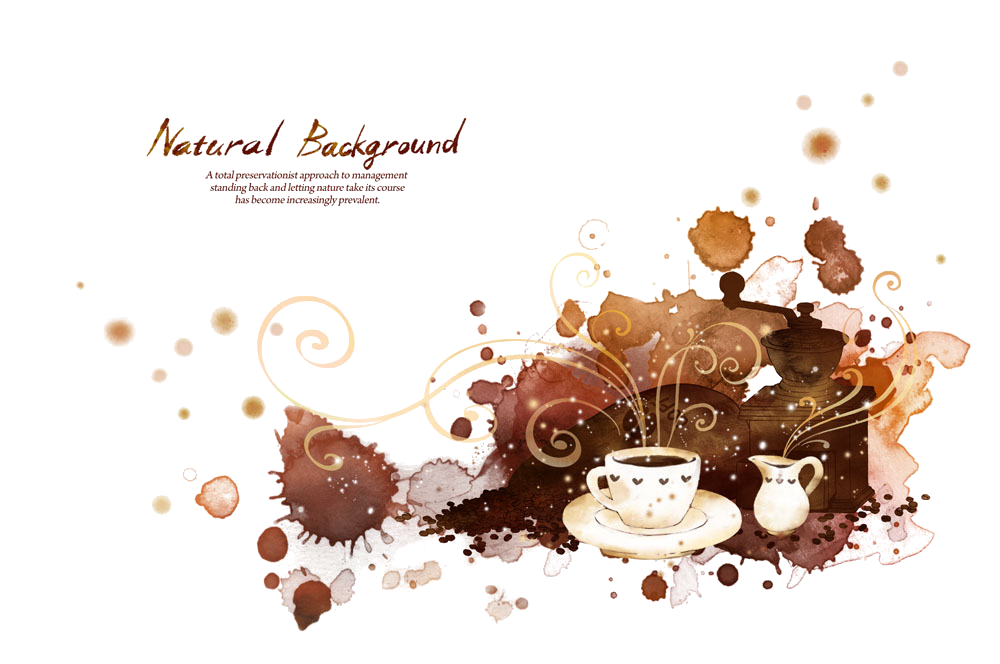 Natural Background
A total preservationist approach to management
standing back and letting nature take its course
has become increasingly prevalent.